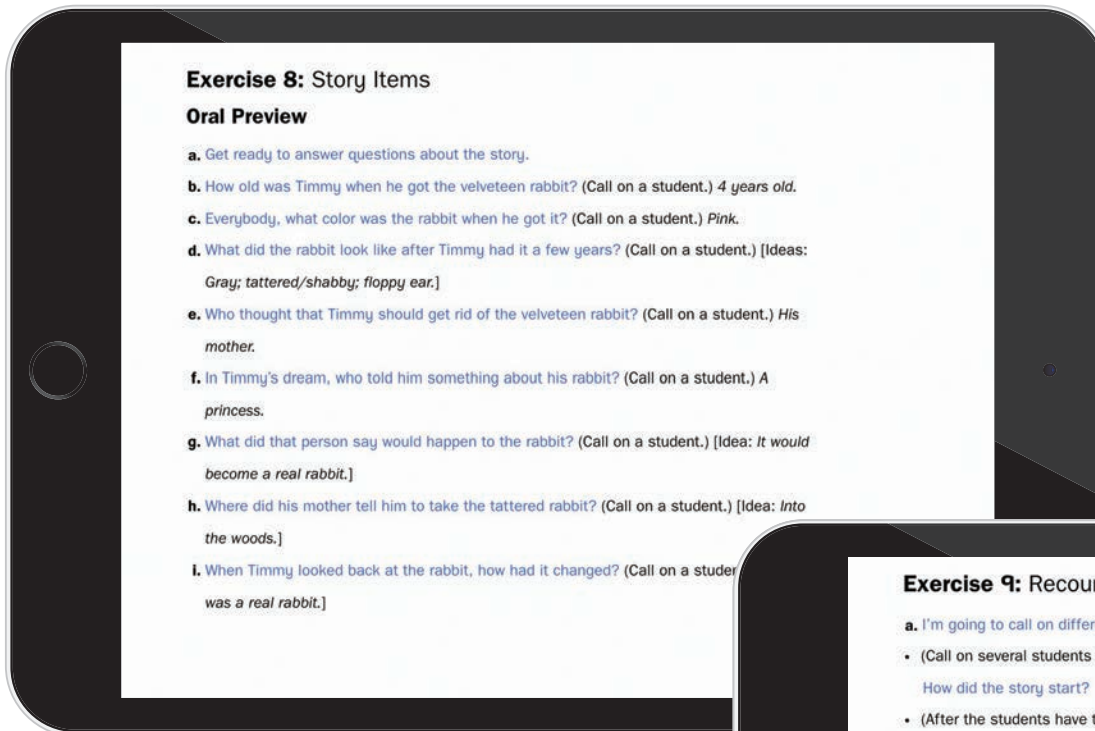 Exercise 8: Story Items
Oral Preview
a. Get ready to answer questions about the story.
b. How old was Timmy when he got the velveteen rabbit? (Call on a student.) 4 years old.
c. Everybody, what color was the rabbit when he got it? (Call on a student.) Pink.
d. What did the rabbit look like after Timmy had it a few years? (Call on a student.) [Ideas:
Gray; tattered/shabby; floppy ear.]
e. Who thought that Timmy should get rid of the velveteen rabbit? (Call on a student.) His
mother.
f. In Timmy's dream, who told him something about his rabbit? (Call on a student.) A
princess.
g. What did that person say would happen to the rabbit? (Call on a student.) [Idea: It would
become a real rabbit.]
h. Where did his mother tell him to take the tattered rabbit? (Call on a student.) [Idea: Into
the woods.]
i. When Timmy looked back at the rabbit, how had it changed? (Call on a
was a real rabbit.]
Exercise 9:
a. I'm going to call on
• (Call on several students
How did the story start?
• (After the students have